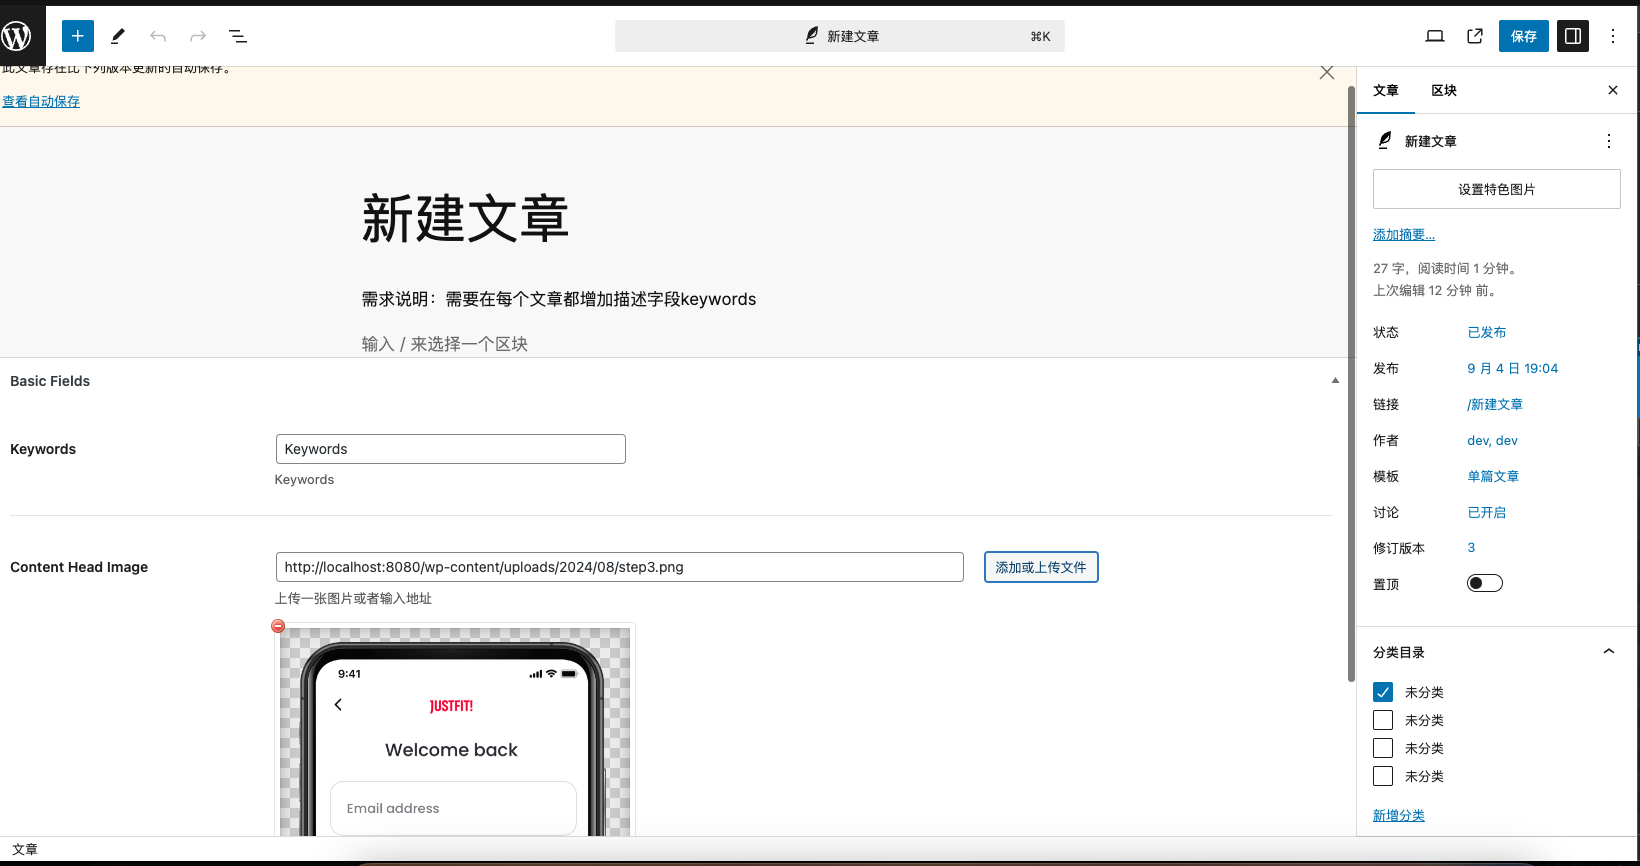 新建文章
⌘K
保存
此文章存在比下列版本更新的自动保存。
查看自动保存
新建文章
需求说明：需要在每个文章都增加描述字段keywords
输入 / 来选择一个区块
Basic Fields
Keywords
Keywords
Keywords
Content Head Image
http://localhost:8080/wp-content/uploads/2024/08/step3.png
添加或上传文件
上传一张图片或者输入地址
9:41
JUSTFIT!
Welcome back
Email address
文章
区块
新建文章
设置特色图片
添加摘要...
27 字，阅读时间 1 分钟。
上次编辑 12 分钟 前。
状态 已发布
发布 9 月 4 日 19:04
链接 /新建文章
作者 dev, dev
模板 单篇文章
讨论 已开启
修订版本 3
置顶
分类目录
未分类
未分类
未分类
未分类
新增分类
文章